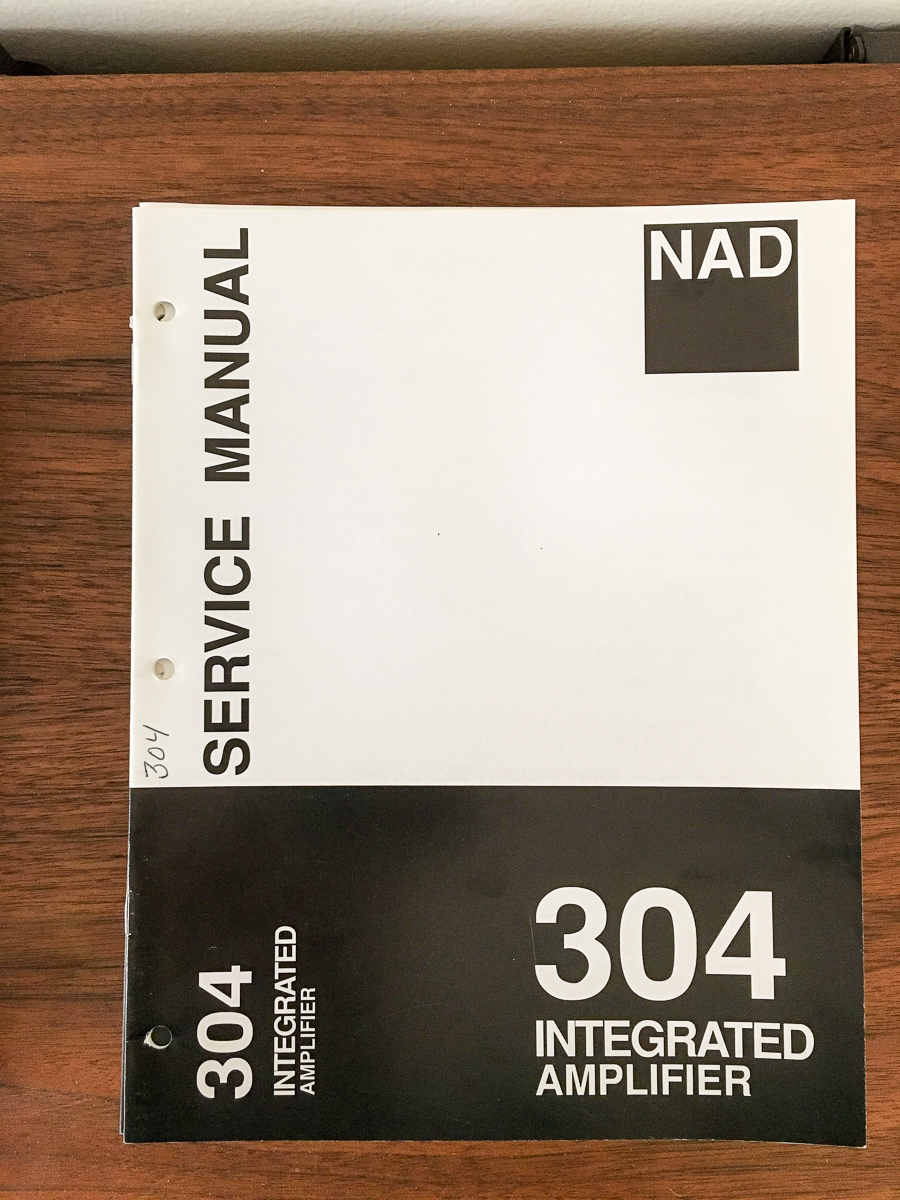 NAD
SERVICE MANUAL
304
304
INTEGRATED
AMPLIFIER
304
INTEGRATED
AMPLIFIER